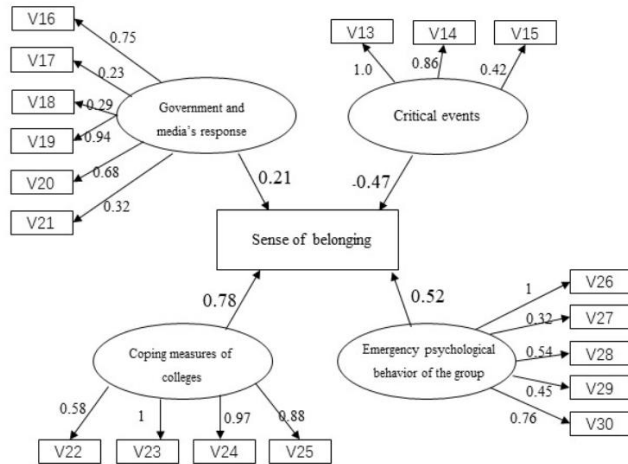 V16
0.75
V17
0.23
V18
0.29
V19
0.94
V20
0.68
V21
0.32
Government and
media's response
V13
V14
V15
1.0
0.86
0.42
Critical events
0.21
-0.47
Sense of belonging
0.78
0.52
Coping measures of
colleges
0.58
1
0.97
0.88
V22
V23
V24
V25
Emergency psychological
behavior of the group
1
V26
0.32
V27
0.54
V28
0.45
V29
0.76
V30